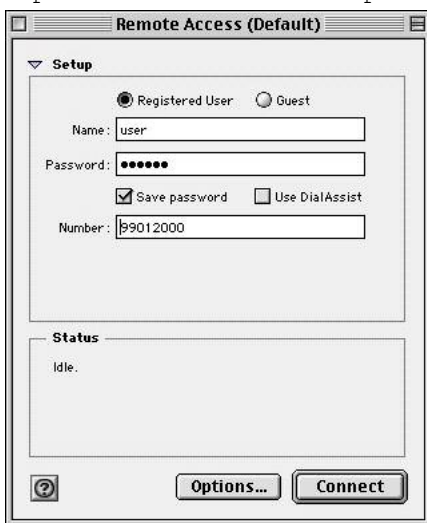 Remote Access (Default)
Setup
Registered User Guest
Name: user
Password: ●●●●●●
Save password Use DialAssist
Number: 99012000
Status
Idle.
Options... Connect